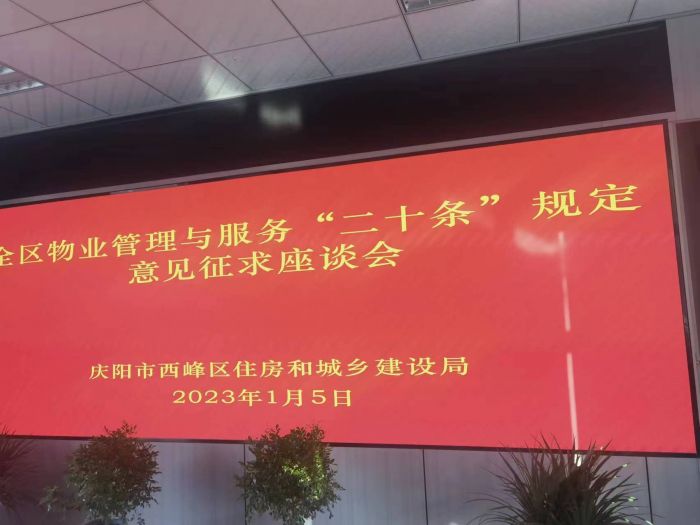 全区物业管理与服务“二十条”规定
意见征求座谈会
庆阳市西峰区住房和城乡建设局
2023年1月5日